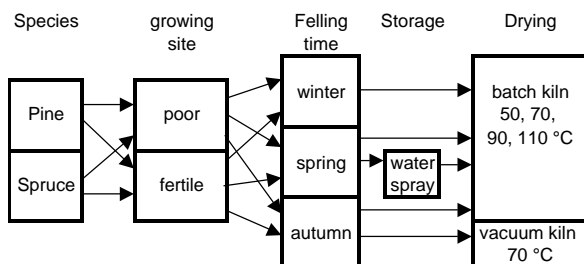 Species
growing
site
Felling
time
Storage
Drying
Pine
Spruce
poor
fertile
winter
spring
autumn
water
spray
batch kiln
50, 70,
90, 110 °C
vacuum kiln
70 °C